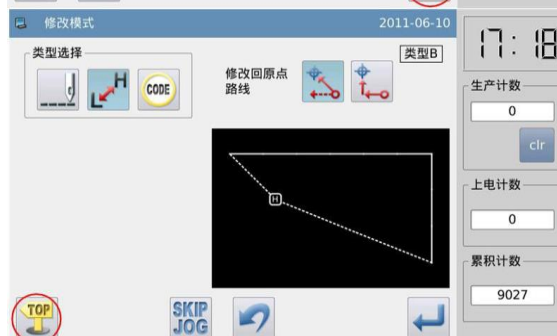 修改模式 2011-06-10
17:18
类型选择
类型B
H
L
CODE
修改回原点
路线
生产计数
0
clr
H
上电计数
0
累积计数
9027
TOP
SKIP
JOG